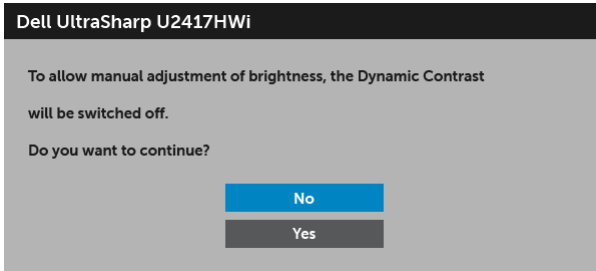 Dell UltraSharp U2417HWi
To allow manual adjustment of brightness, the Dynamic Contrast
will be switched off.
Do you want to continue?
No
Yes